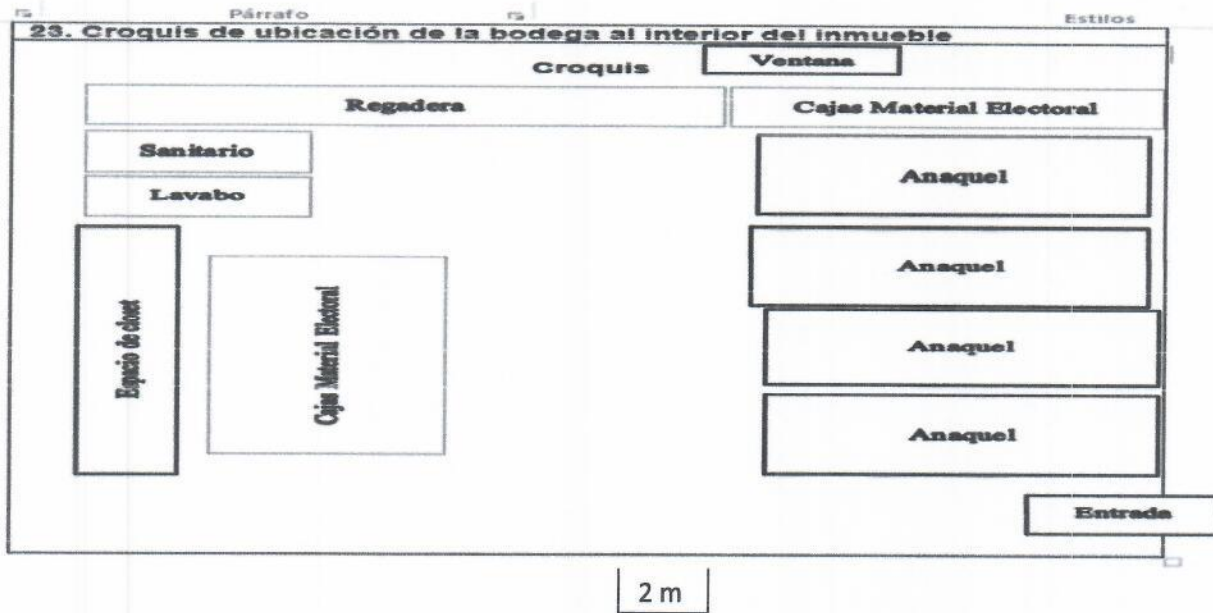 Párrafo
Estilos
23. Croquis de ubicación de la bodega al interior del inmueble
Croquis
Ventana
Regadera
Cajas Material Electoral
Sanitario
Lavabo
Anaquel
Anaquel
Anaquel
Anaquel
Espacio de closet
Cajas Material Electoral
Entrada
2 m